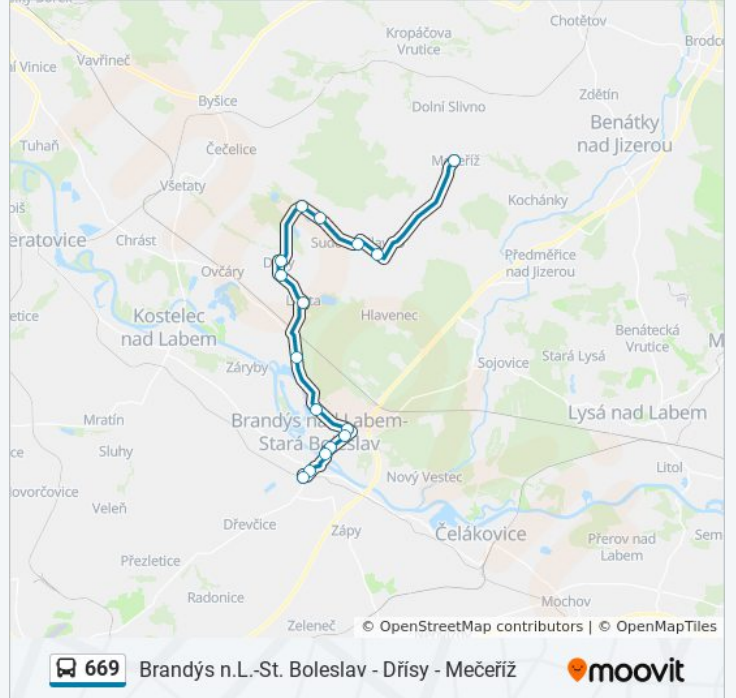 Chotětov
Kropáčova
Vrutice
Vavřineč
Vinice
Byšice
Dolní Slivno
Zdětín
Benátky
nad Jizerou
Tuhaň
Čečelice
Mečeříž
Všetaty
Kochánky
Chrást
Předměřice
nad Jizerou
Ovčáry
Kostelec
nad Labem
Hlavenec
Benátecká
Vrutice
Záryby
Sojovice
Stará Lysá
Brandýs nad Labem-
Stará Boleslav
Lysá nad Labem
Mratín
Sluhy
Nový Vestec
Litol
Veleň
Dřevčice
Zápy
Čelákovice
Přerov nad
Labem
Přezletice
Radonice
Mochov
Zeleneč
© OpenStreetMap contributors | © OpenMapTiles
669 Brandýs n.L.-St. Boleslav - Dřísy - Mečeříž
moovit